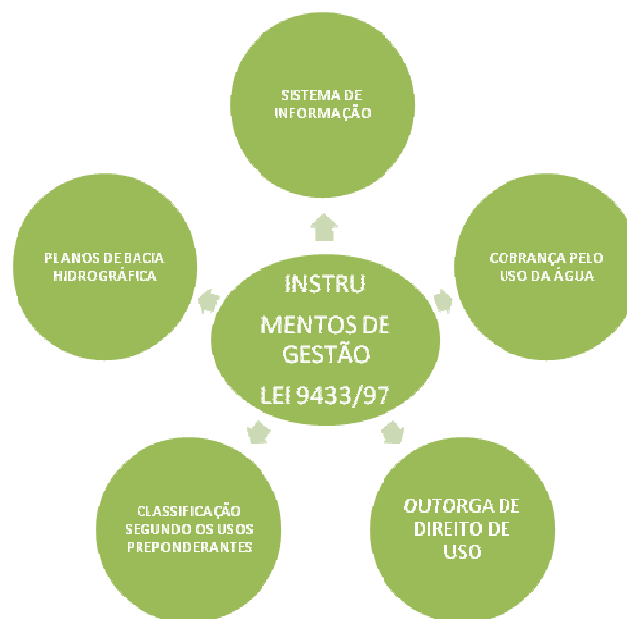 SISTEMA DE
INFORMAÇÃO
PLANOS DE BACIA
HIDROGRÁFICA
COBRANÇA PELO
USO DA ÁGUA
INSTRU
MENTOS DE
GESTÃO
LEI 9433/97
CLASSIFICAÇÃO
SEGUNDO OS USOS
PREPONDERANTES
OUTORGA DE
DIREITO DE
USO